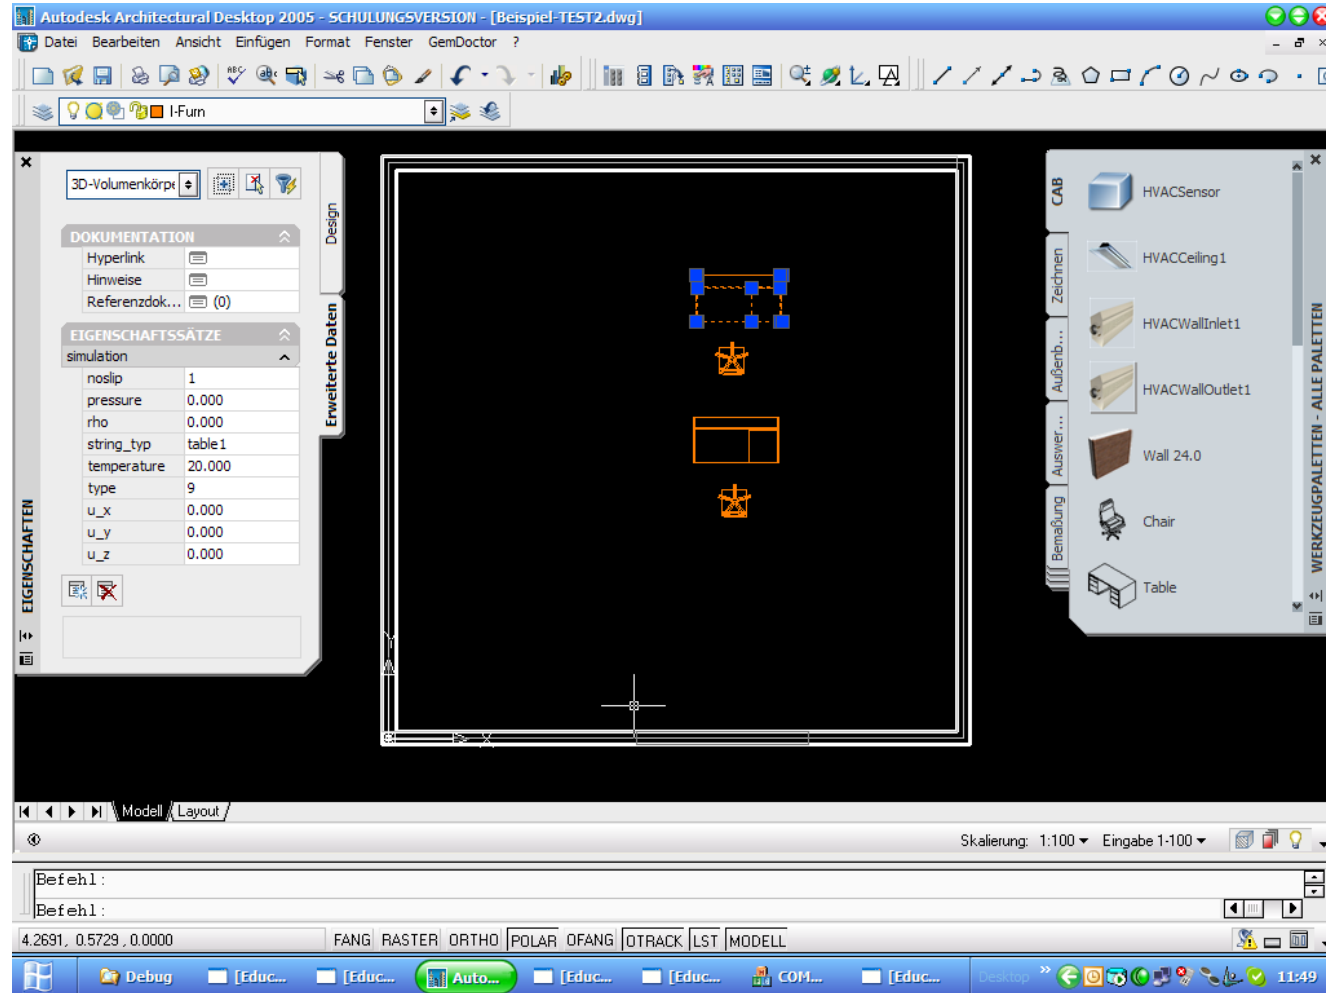 Autodesk Architectural Desktop 2005 - SCHULUNGSVERSION - [Beispiel-TEST2.dwg]
Datei Bearbeiten Ansicht Einfügen Format Fenster GemDoctor ?
I-Furn
3D-Volumenkörpe
DOKUMENTATION
Hyperlink
Hinweise
Referenzdok... (0)
EIGENSCHAFTSSÄTZE
simulation
noslip 1
pressure 0.000
rho 0.000
string_typ table1
temperature 20.000
type 9
u_x 0.000
u_y 0.000
u_z 0.000
EIGENSCHAFTEN
Design
Erweiterte Daten
Y
X
CAB
Zeichnen
Außenb...
Auswer...
Bemaßung
HVACSensor
HVACCeiling1
HVACWallInlet1
HVACWallOutlet1
Wall 24.0
Chair
Table
WERKZEUGPALETTEN - ALLE PALETTEN
Modell Layout
Skalierung: 1:100 Eingabe 1-100
Befehl:
Befehl:
4.2691, 0.5729, 0.0000 FANG RASTER ORTHO POLAR OFANG OTRACK LST MODELL
Debug [Educ... [Educ... Auto... [Educ... [Educ... COM... [Educ... Desktop » 11:49